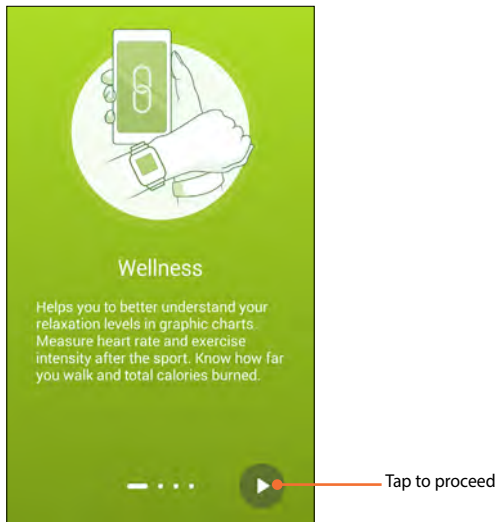 Wellness
Helps you to better understand your
relaxation levels in graphic charts.
Measure heart rate and exercise
intensity after the sport. Know how far
you walk and total calories burned.
Tap to proceed